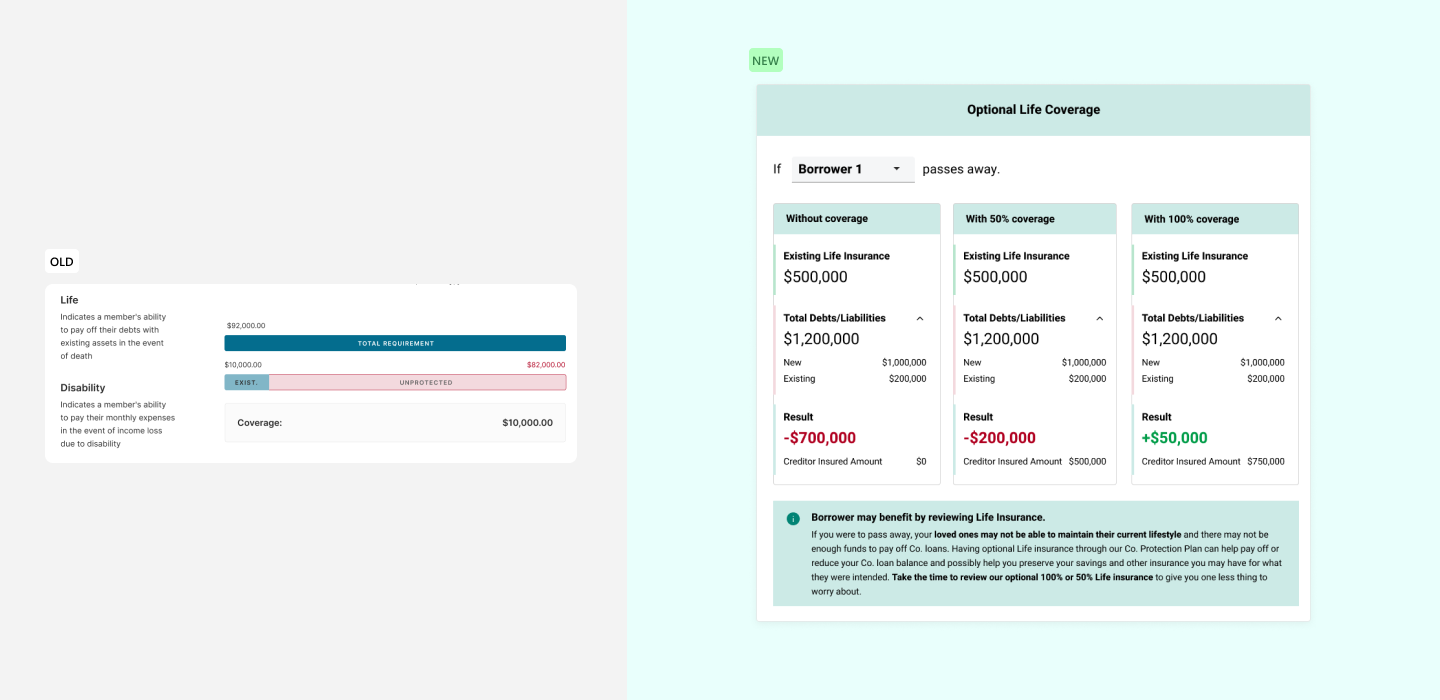 OLD
Life
Indicates a member's ability
to pay off their debts with
existing assets in the event
of death
Disability
Indicates a member's ability
to pay their monthly expenses
in the event of income loss
due to disability
$92,000.00
TOTAL REQUIREMENT
$10,000.00 $82,000.00
EXIST. UNPROTECTED
Coverage: $10,000.00
NEW
Optional Life Coverage
If Borrower 1 passes away.
Without coverage
Existing Life Insurance
$500,000
Total Debts/Liabilities
$1,200,000
New $1,000,000
Existing $200,000
Result
-$700,000
Creditor Insured Amount $0
With 50% coverage
Existing Life Insurance
$500,000
Total Debts/Liabilities
$1,200,000
New $1,000,000
Existing $200,000
Result
-$200,000
Creditor Insured Amount $500,000
With 100% coverage
Existing Life Insurance
$500,000
Total Debts/Liabilities
$1,200,000
New $1,000,000
Existing $200,000
Result
+$50,000
Creditor Insured Amount $750,000
Borrower may benefit by reviewing Life Insurance.
If you were to pass away, your loved ones may not be able to maintain their current lifestyle and there may not be
enough funds to pay off Co. loans. Having optional Life insurance through our Co. Protection Plan can help pay off or
reduce your Co. loan balance and possibly help you preserve your savings and other insurance you may have for what
they were intended. Take the time to review our optional 100% or 50% Life insurance to give you one less thing to
worry about.